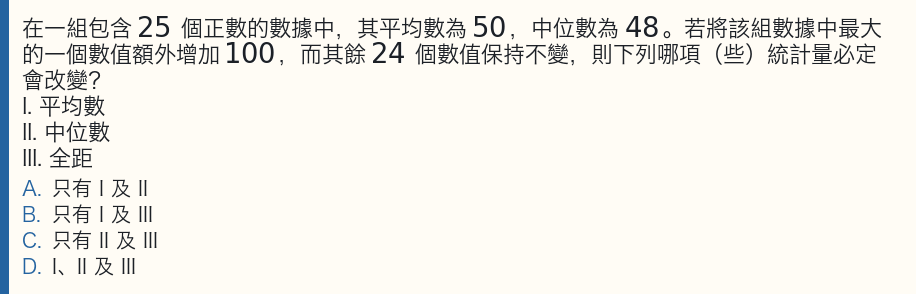 在一組包含 25 個正數的數據中，其平均數為 50，中位數為 48。若將該組數據中最大
的一個數值額外增加 100，而其餘 24 個數值保持不變，則下列哪項（些）統計量必定
會改變？
I. 平均數
II. 中位數
III. 全距
A. 只有 I 及 II
B. 只有 I 及 III
C. 只有 II 及 III
D. I、II 及 III